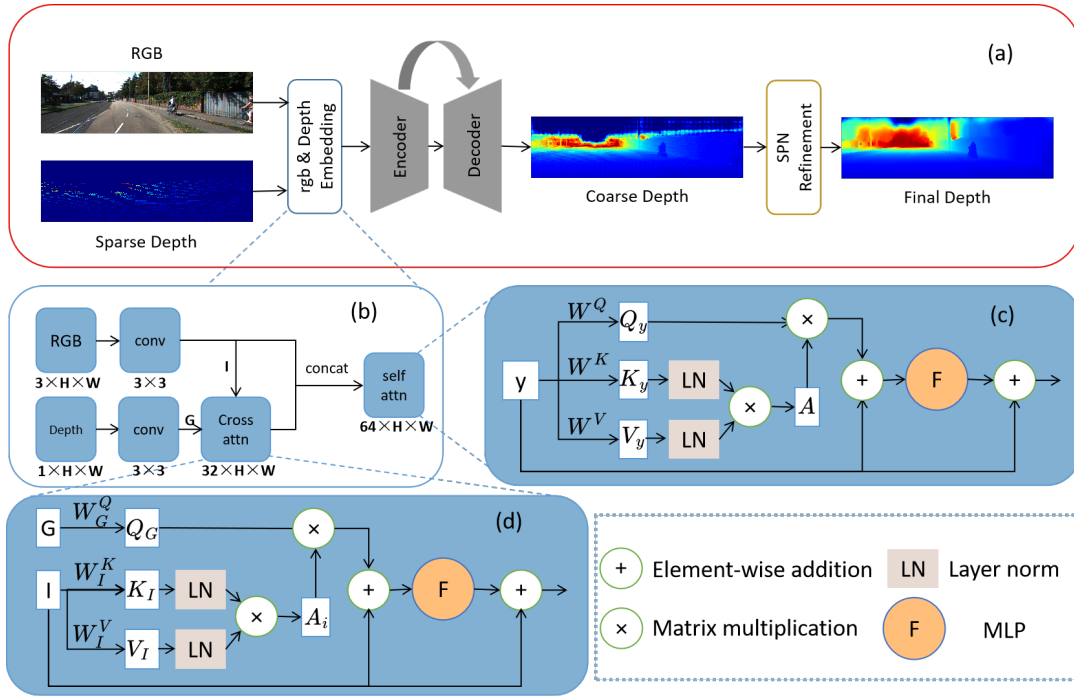 RGB
(a)
rgb & Depth
Embedding
Encoder
Decoder
SPN
Refinement
Sparse Depth
Coarse Depth
Final Depth
(b)
RGB
conv
3×H×W
3×3
I
concat
self
attn
64×H×W
Depth
conv
G
Cross
attn
1×H×W
3×3
32×H×W
(c)
y
W^Q
Q_y
W^K
K_y
LN
W^V
V_y
LN
×
A
×
+
F
+
(d)
G
W_G^Q
Q_G
I
W_I^K
K_I
LN
W_I^V
V_I
LN
×
A_i
×
+
F
+
+ Element-wise addition
LN Layer norm
× Matrix multiplication
F MLP